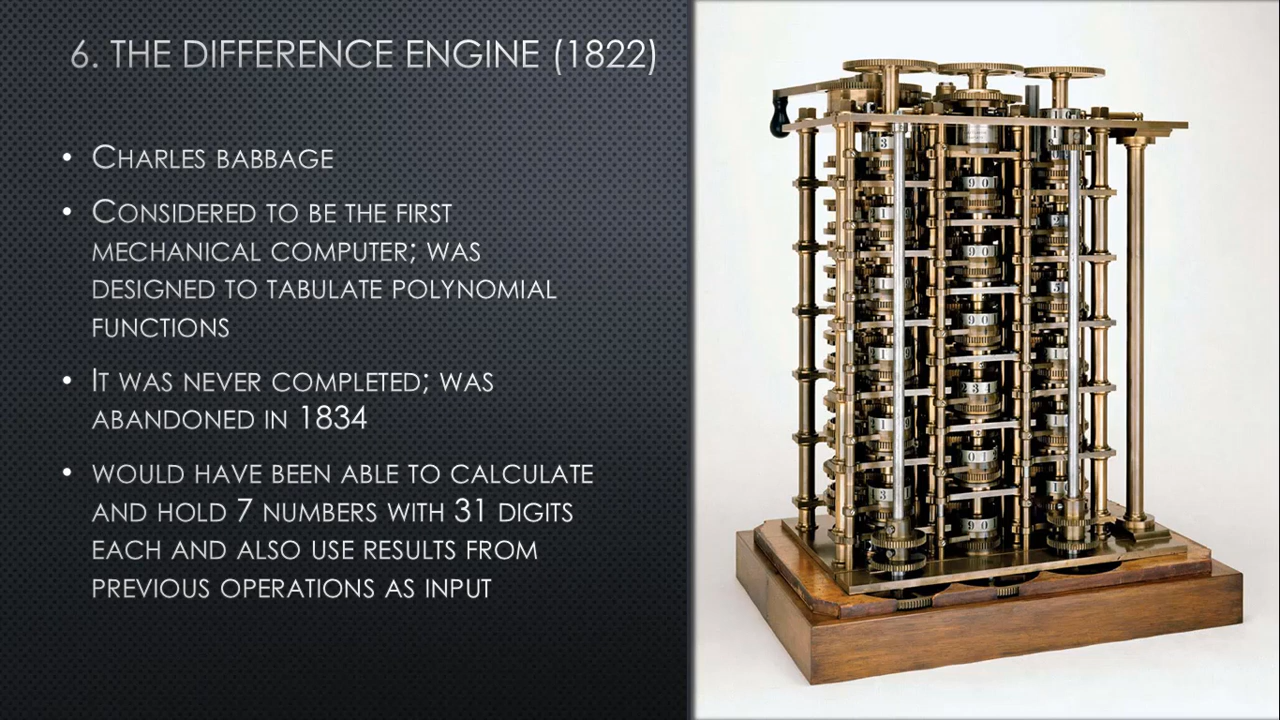 6. THE DIFFERENCE ENGINE (1822)
• CHARLES BABBAGE
• CONSIDERED TO BE THE FIRST
MECHANICAL COMPUTER; WAS
DESIGNED TO TABULATE POLYNOMIAL
FUNCTIONS
• IT WAS NEVER COMPLETED; WAS
ABANDONED IN 1834
• WOULD HAVE BEEN ABLE TO CALCULATE
AND HOLD 7 NUMBERS WITH 31 DIGITS
EACH AND ALSO USE RESULTS FROM
PREVIOUS OPERATIONS AS INPUT